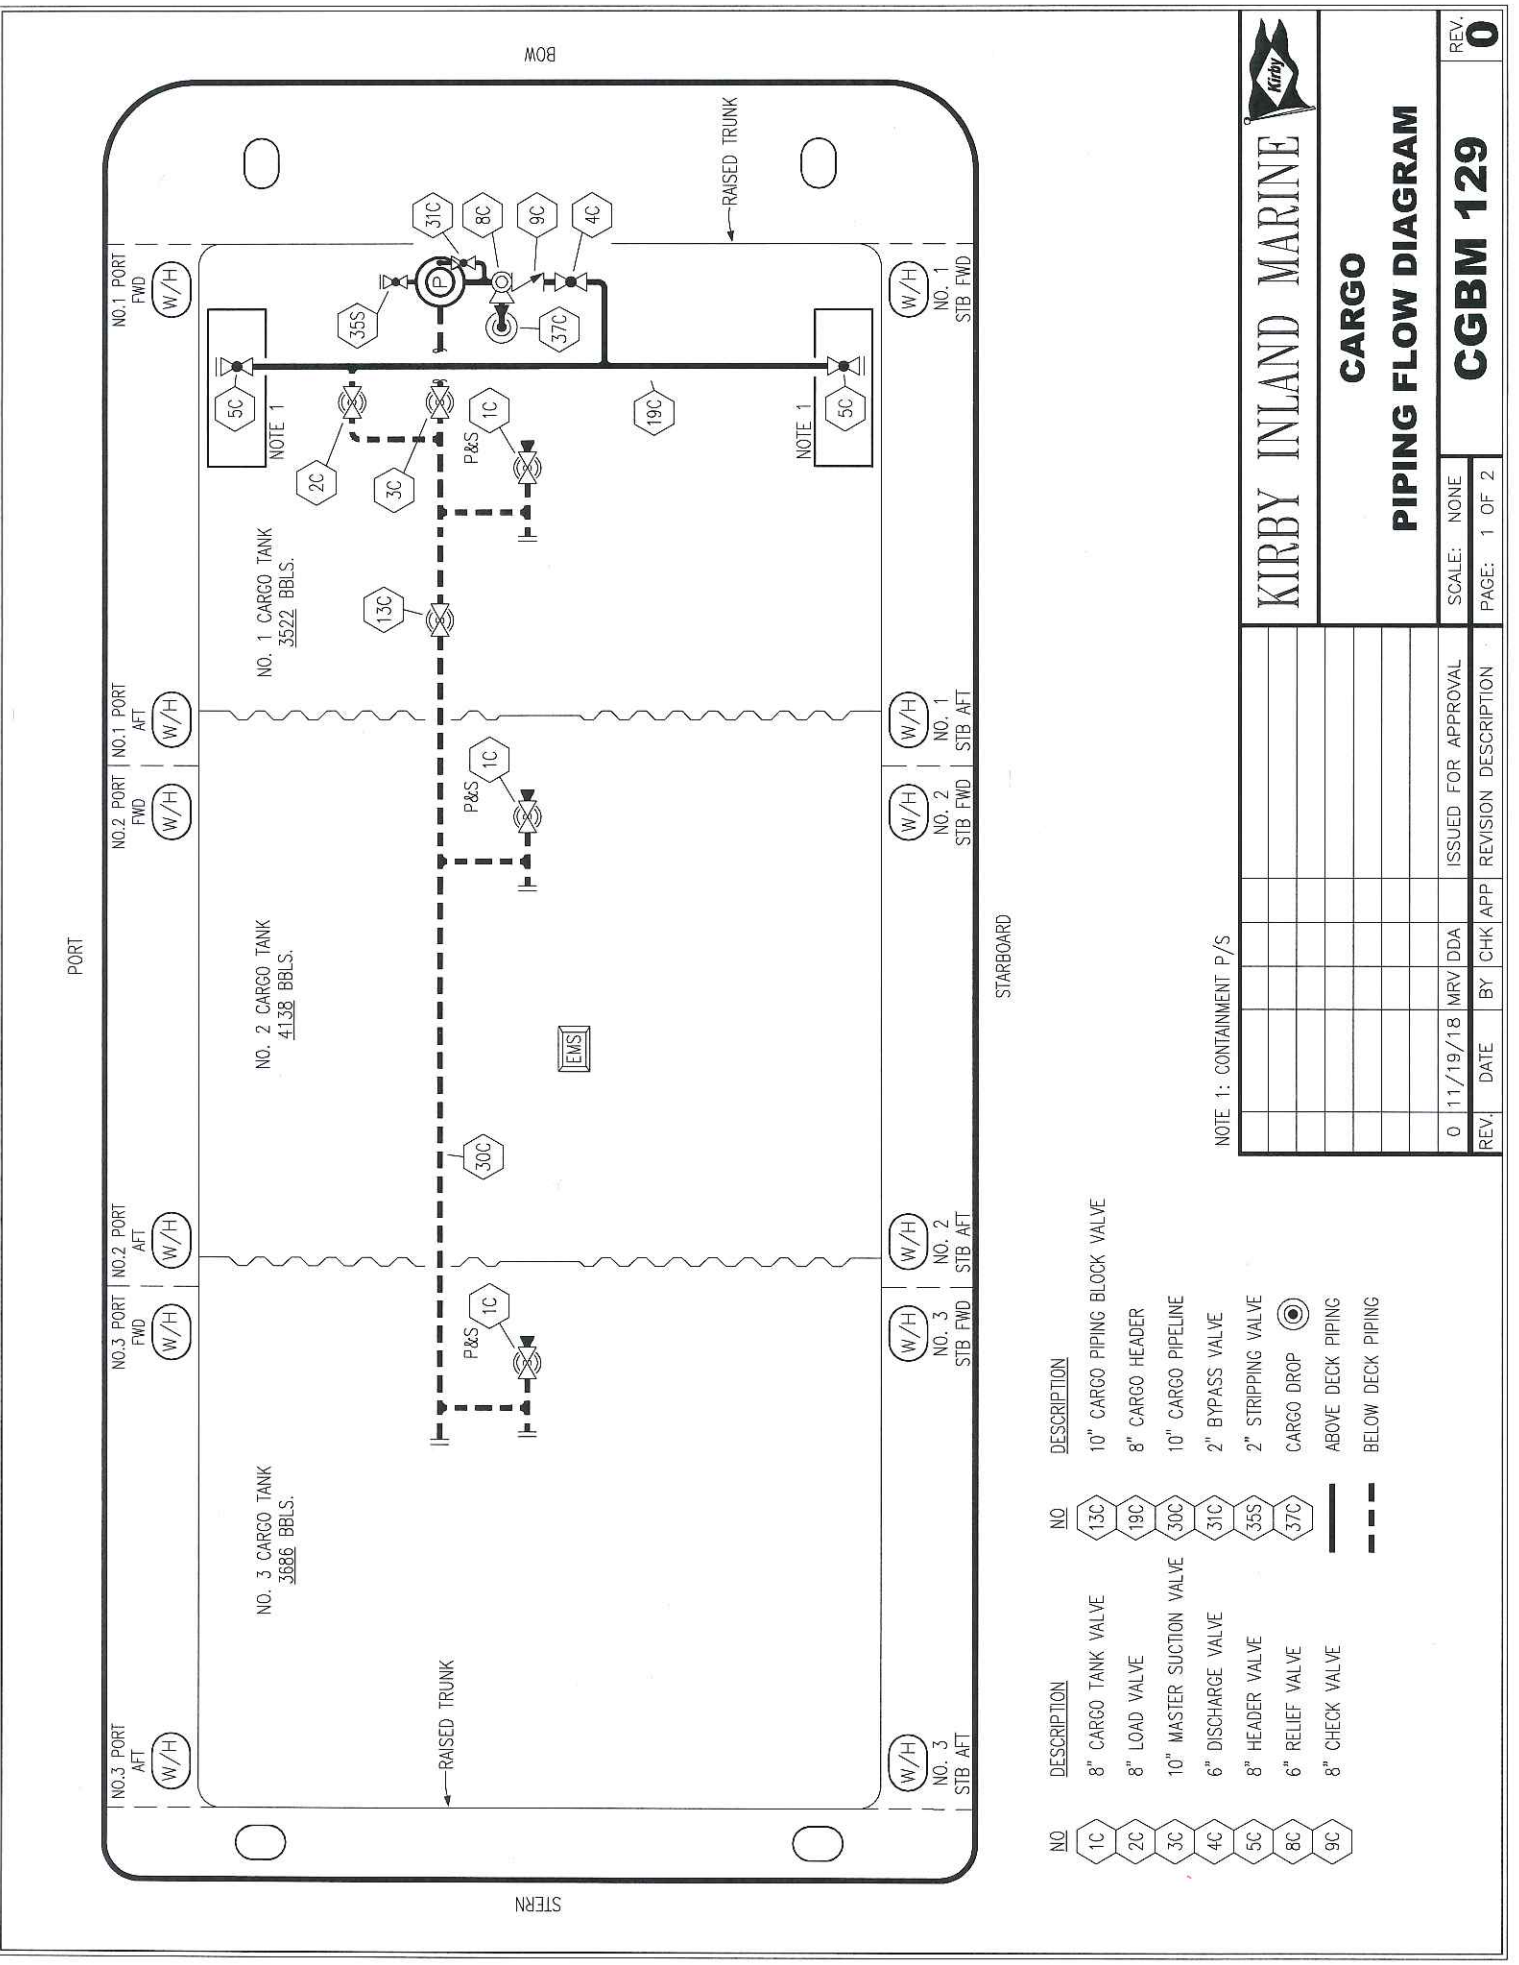 BOW
PORT
STARBOARD
STERN
NO.3 PORT
AFT
W/H
NO.3 PORT
FWD
W/H
NO.2 PORT
AFT
W/H
NO.2 PORT
FWD
W/H
NO.1 PORT
AFT
W/H
NO.1 PORT
FWD
W/H
NO. 3 CARGO TANK
3686 BBLS.
NO. 2 CARGO TANK
4138 BBLS.
NO. 1 CARGO TANK
3522 BBLS.
5C
NOTE 1
2C
3C
35S
P
31C
8C
9C
4C
37C
13C
19C
30C
P&S
1C
P&S
1C
P&S
1C
EMS
RAISED TRUNK
RAISED TRUNK
NOTE 1
5C
W/H
NO. 3
STB AFT
W/H
NO. 3
STB FWD
W/H
NO. 2
STB AFT
W/H
NO. 2
STB FWD
W/H
NO. 1
STB AFT
W/H
NO. 1
STB FWD
NO DESCRIPTION
1C 8" CARGO TANK VALVE
2C 8" LOAD VALVE
3C 10" MASTER SUCTION VALVE
4C 6" DISCHARGE VALVE
5C 8" HEADER VALVE
8C 6" RELIEF VALVE
9C 8" CHECK VALVE
NO DESCRIPTION
13C 10" CARGO PIPING BLOCK VALVE
19C 8" CARGO HEADER
30C 10" CARGO PIPELINE
31C 2" BYPASS VALVE
35S 2" STRIPPING VALVE
37C CARGO DROP
ABOVE DECK PIPING
BELOW DECK PIPING
NOTE 1: CONTAINMENT P/S
0 11/19/18 MRV DDA ISSUED FOR APPROVAL
REV. DATE BY CHK APP REVISION DESCRIPTION
KIRBY INLAND MARINE
Kirby
CARGO
PIPING FLOW DIAGRAM
SCALE: NONE
PAGE: 1 OF 2
CGBM 129
REV.
0